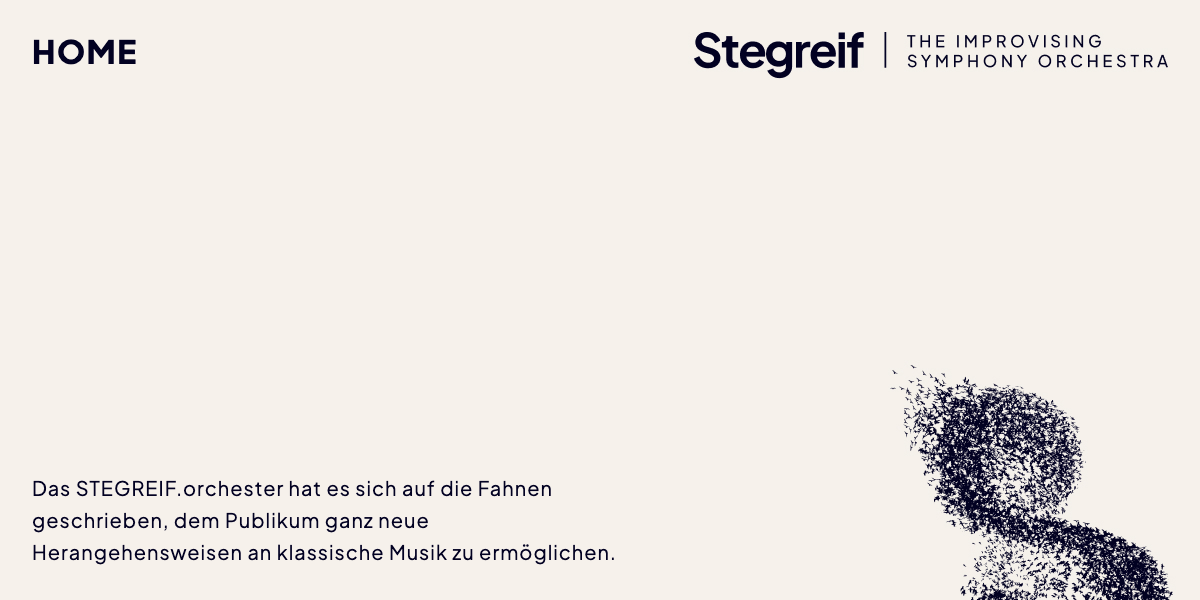 HOME
Stegreif
THE IMPROVISING
SYMPHONY ORCHESTRA
Das STEGREIF.orchester hat es sich auf die Fahnen
geschrieben, dem Publikum ganz neue
Herangehensweisen an klassische Musik zu ermöglichen.